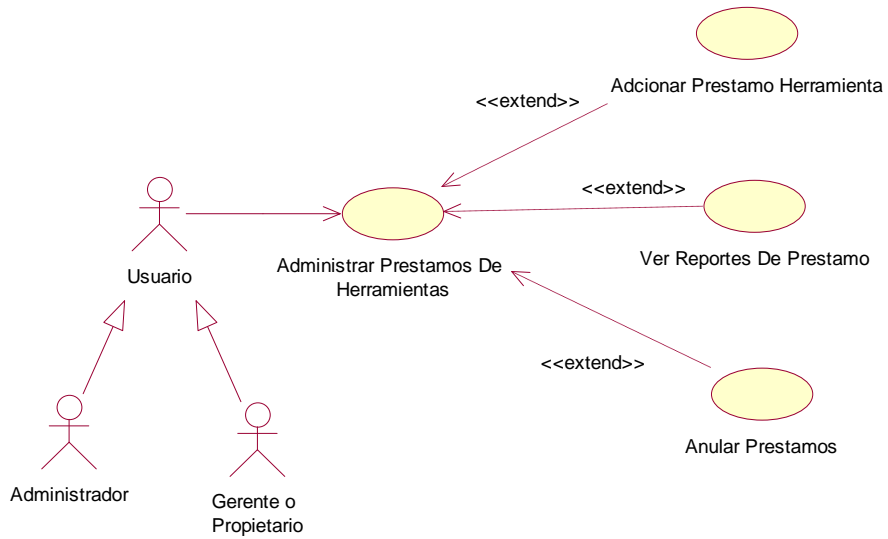 Adcionar Prestamo Herramienta
<<extend>>
<<extend>>
Ver Reportes De Prestamo
Usuario
Administrar Prestamos De
Herramientas
<<extend>>
Anular Prestamos
Administrador
Gerente o
Propietario